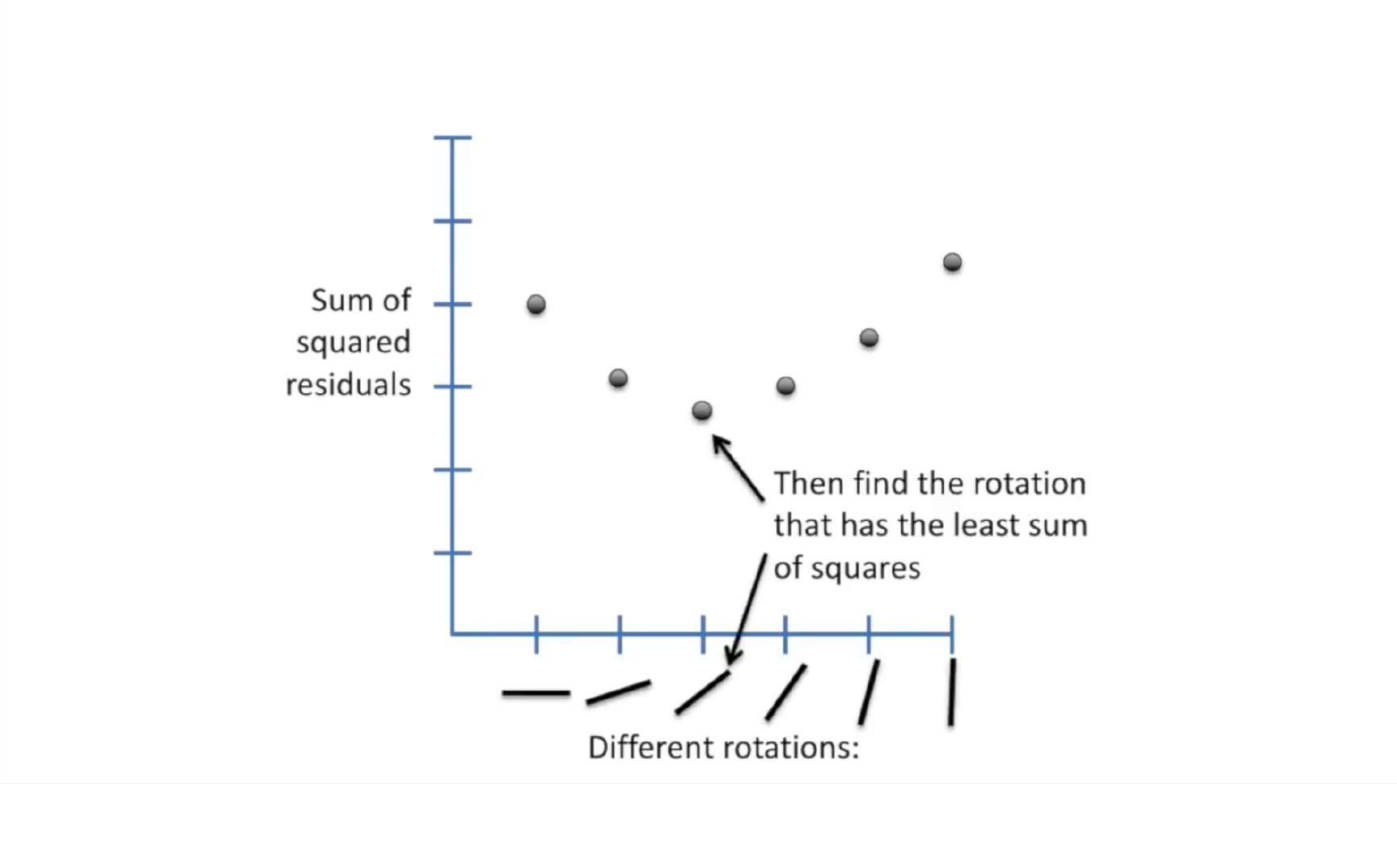 Sum of
squared
residuals
Then find the rotation
that has the least sum
of squares
Different rotations: